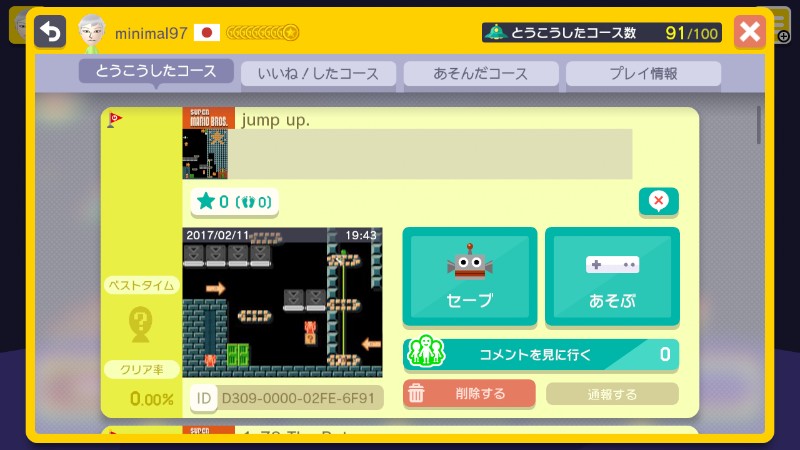 minimal97
とうこうしたコース数 91/100
とうこうしたコース
いいね!したコース
あそんだコース
プレイ情報
SUPER
MARIO BROS.
jump up.
0 (0)
2017/02/11
19:43
ベストタイム
?
クリア率
0.00%
セーブ
あそぶ
コメントを見に行く 0
ID D309-0000-02FE-6F91
削除する
通報する
SUPER